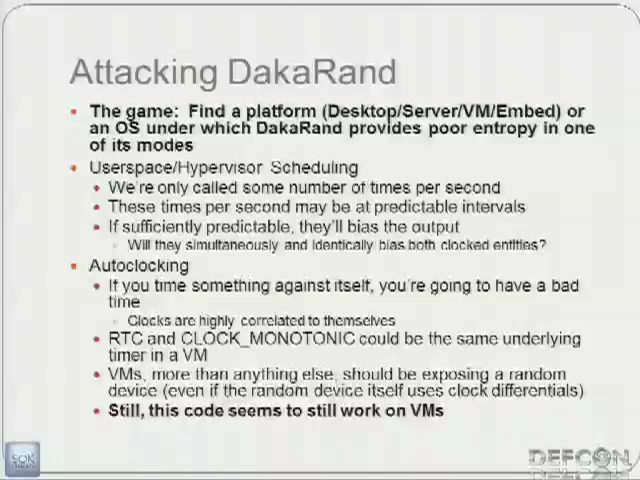 Attacking DakaRand
• The game: Find a platform (Desktop/Server/VM/Embed) or
an OS under which DakaRand provides poor entropy in one
of its modes
• Userspace/Hypervisor Scheduling
• We're only called some number of times per second
• These times per second may be at predictable intervals
• If sufficiently predictable, they'll bias the output
Will they simultaneously and identically bias both clocked entities?
• Autoclocking
• If you time something against itself, you're going to have a bad
time
Clocks are highly correlated to themselves
• RTC and CLOCK_MONOTONIC could be the same underlying
timer in a VM
• VMs, more than anything else, should be exposing a random
device (even if the random device itself uses clock differentials)
• Still, this code seems to still work on VMs
DEFCON